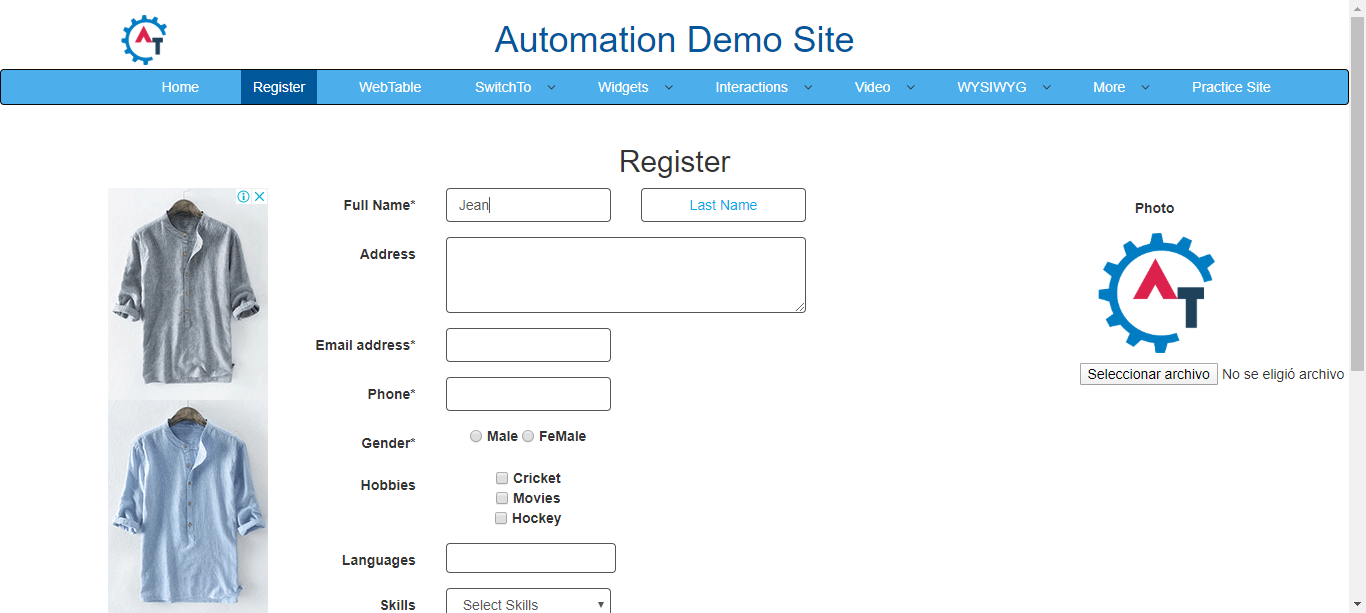 AT
Automation Demo Site
Home Register WebTable SwitchTo Widgets Interactions Video WYSIWYG More Practice Site
Register
Full Name* Jean Last Name
Photo
Address
AT
Email address*
Seleccionar archivo No se eligió archivo
Phone*
Gender* Male FeMale
Hobbies Cricket
Movies
Hockey
Languages
Skills Select Skills